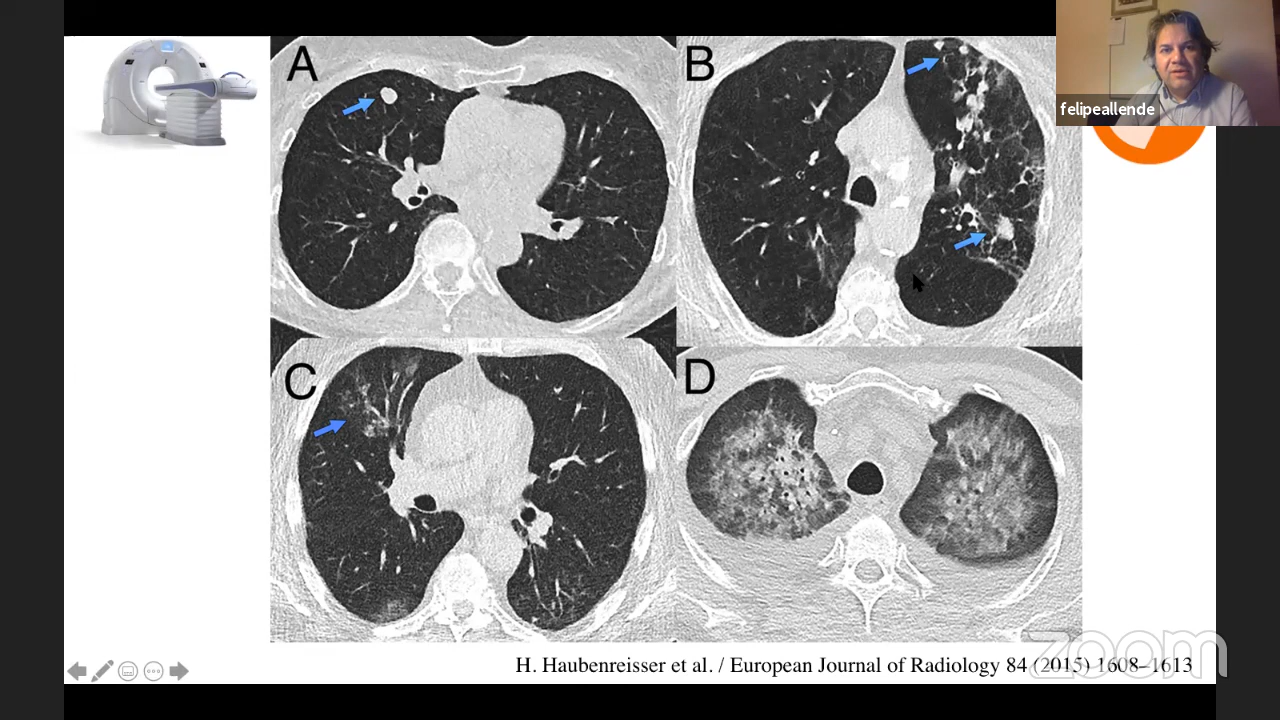 A
B
felipeallende
C
D
H. Haubenreisser et al. / European Journal of Radiology 84 (2015) 1608–1613
zoom